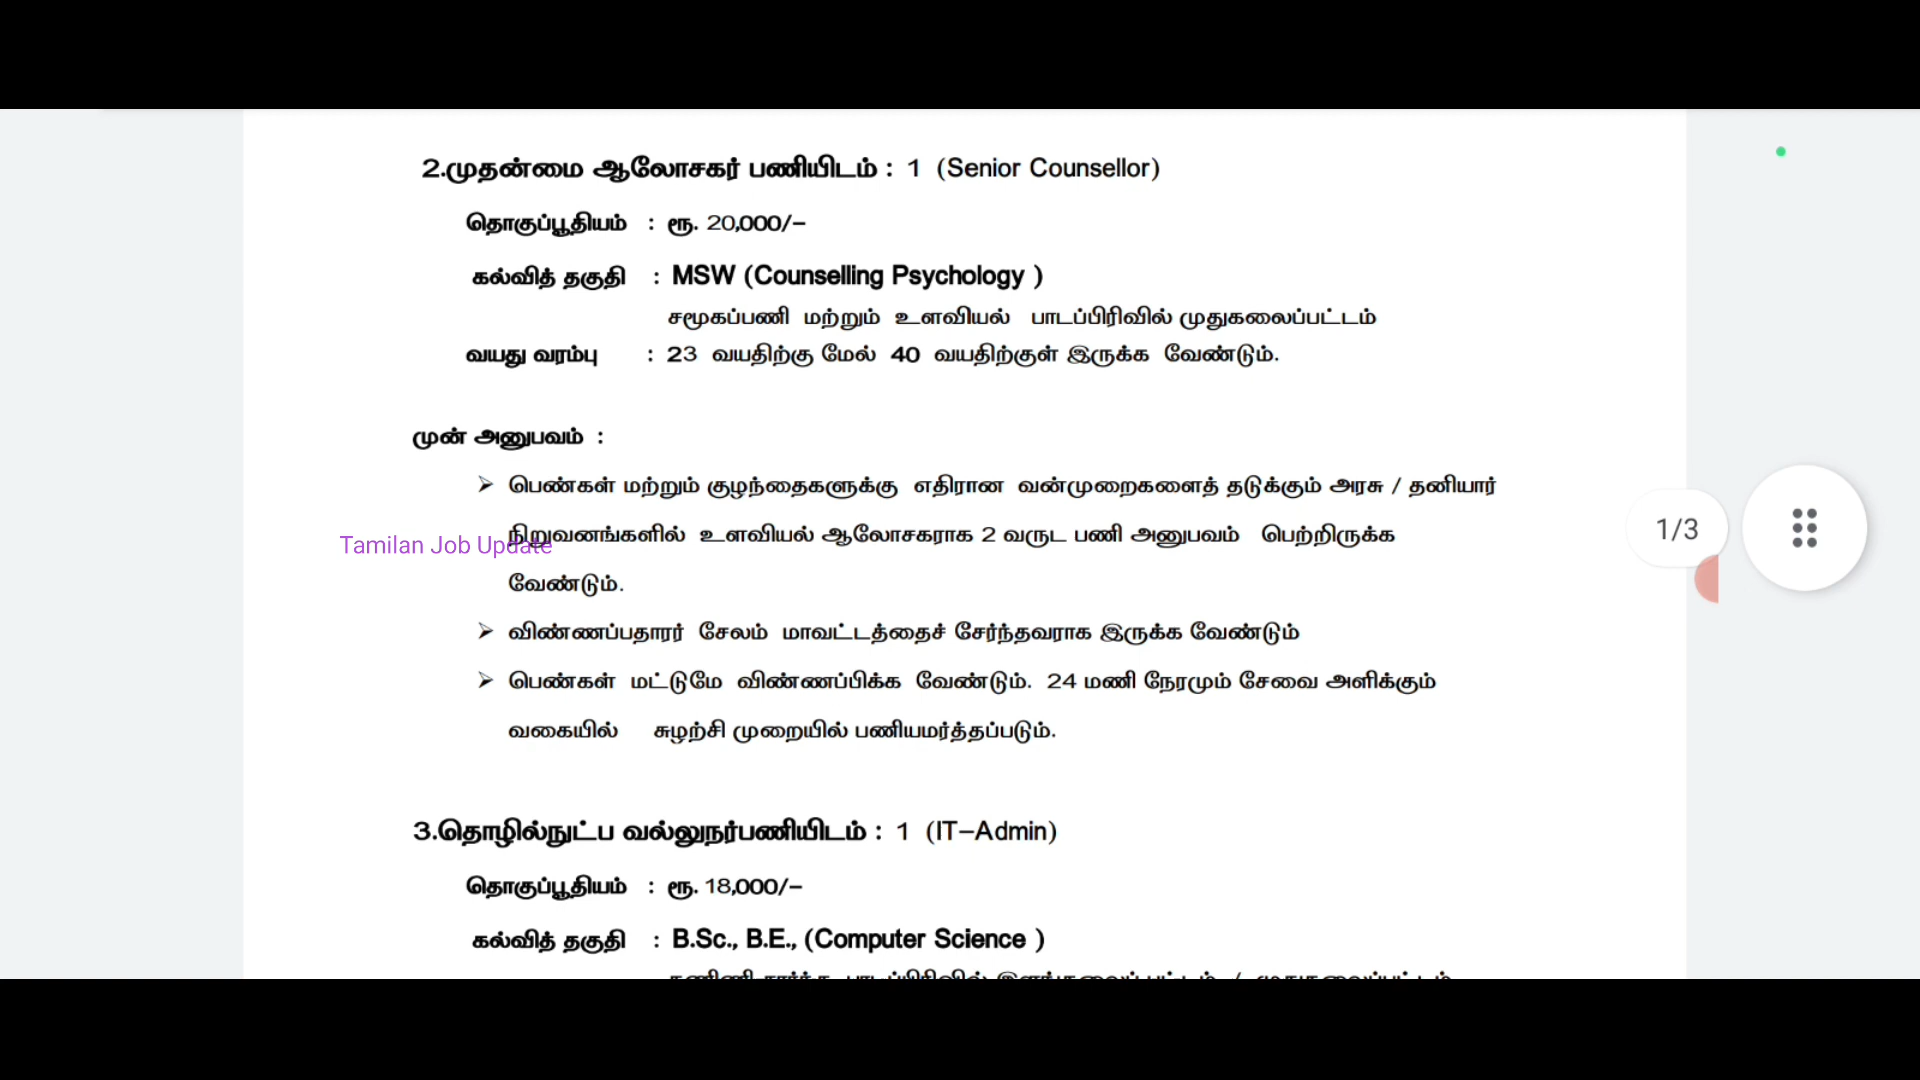 2.முதன்மை ஆலோசகர் பணியிடம் : 1 (Senior Counsellor)
தொகுப்பூதியம் : ரூ. 20,000/-
கல்வித் தகுதி : MSW (Counselling Psychology )
சமூகப்பணி மற்றும் உளவியல் பாடப்பிரிவில் முதுகலைப்பட்டம்
வயது வரம்பு : 23 வயதிற்கு மேல் 40 வயதிற்குள் இருக்க வேண்டும்.
முன் அனுபவம் :
➢ பெண்கள் மற்றும் குழந்தைகளுக்கு எதிரான வன்முறைகளைத் தடுக்கும் அரசு / தனியார்
நிறுவனங்களில் உளவியல் ஆலோசகராக 2 வருட பணி அனுபவம் பெற்றிருக்க
Tamilan Job Update
வேண்டும்.
➢ விண்ணப்பதாரர் சேலம் மாவட்டத்தைச் சேர்ந்தவராக இருக்க வேண்டும்
➢ பெண்கள் மட்டுமே விண்ணப்பிக்க வேண்டும். 24 மணி நேரமும் சேவை அளிக்கும்
வகையில் சுழற்சி முறையில் பணியமர்த்தப்படும்.
1/3
3.தொழில்நுட்ப வல்லுநர்பணியிடம் : 1 (IT-Admin)
தொகுப்பூதியம் : ரூ. 18,000/-
கல்வித் தகுதி : B.Sc., B.E., (Computer Science )